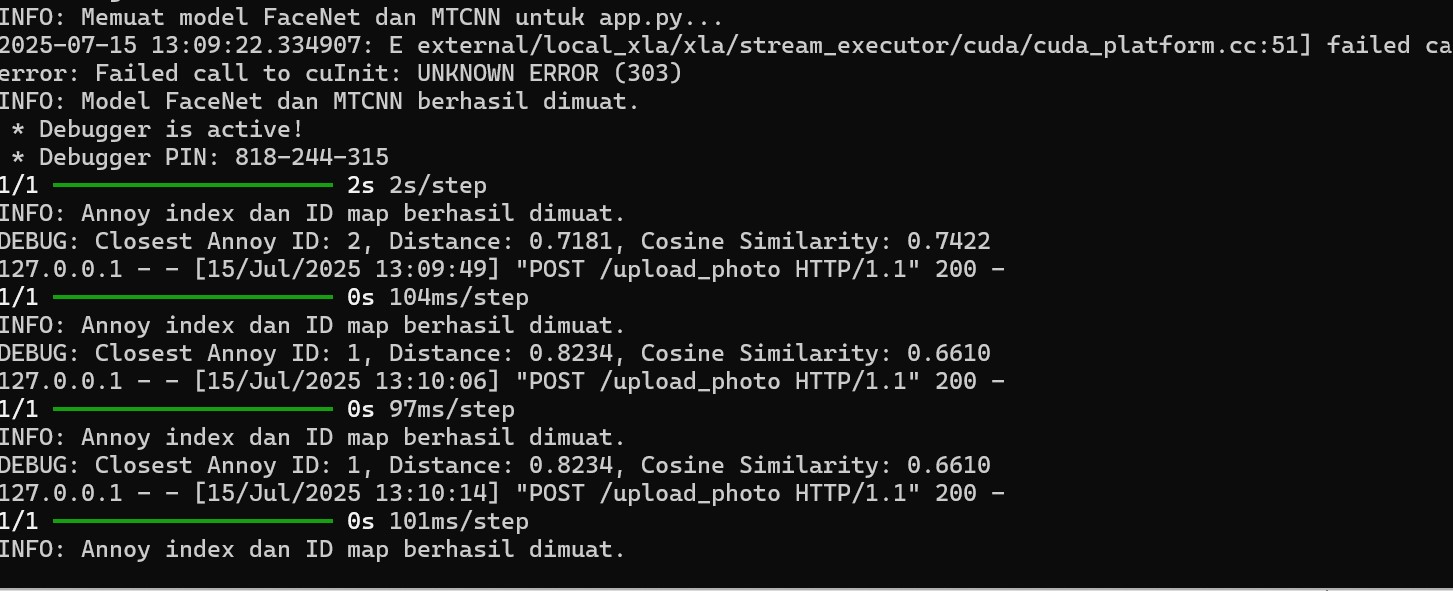 INFO: Memuat model FaceNet dan MTCNN untuk app.py...
2025-07-15 13:09:22.334907: E external/local_xla/xla/stream_executor/cuda/cuda_platform.cc:51] failed ca
error: Failed call to cuInit: UNKNOWN ERROR (303)
INFO: Model FaceNet dan MTCNN berhasil dimuat.
* Debugger is active!
* Debugger PIN: 818-244-315
1/1 ━━━━━━━━━━━━━━━━━━━━ 2s 2s/step
INFO: Annoy index dan ID map berhasil dimuat.
DEBUG: Closest Annoy ID: 2, Distance: 0.7181, Cosine Similarity: 0.7422
127.0.0.1 - - [15/Jul/2025 13:09:49] "POST /upload_photo HTTP/1.1" 200 -
1/1 ━━━━━━━━━━━━━━━━━━━━ 0s 104ms/step
INFO: Annoy index dan ID map berhasil dimuat.
DEBUG: Closest Annoy ID: 1, Distance: 0.8234, Cosine Similarity: 0.6610
127.0.0.1 - - [15/Jul/2025 13:10:06] "POST /upload_photo HTTP/1.1" 200 -
1/1 ━━━━━━━━━━━━━━━━━━━━ 0s 97ms/step
INFO: Annoy index dan ID map berhasil dimuat.
DEBUG: Closest Annoy ID: 1, Distance: 0.8234, Cosine Similarity: 0.6610
127.0.0.1 - - [15/Jul/2025 13:10:14] "POST /upload_photo HTTP/1.1" 200 -
1/1 ━━━━━━━━━━━━━━━━━━━━ 0s 101ms/step
INFO: Annoy index dan ID map berhasil dimuat.